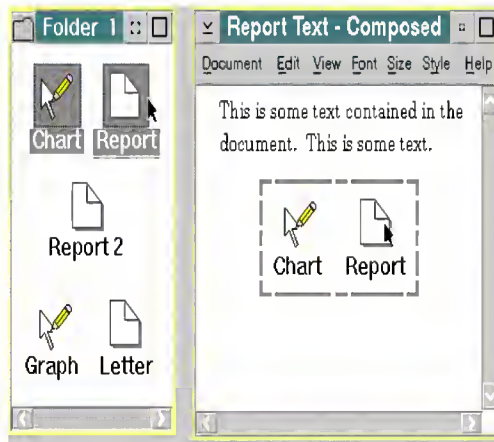 Folder 1
Chart Report
Report 2
Graph Letter
Report Text - Composed
Document Edit View Font Size Style Help
This is some text contained in the
document. This is some text.
Chart Report